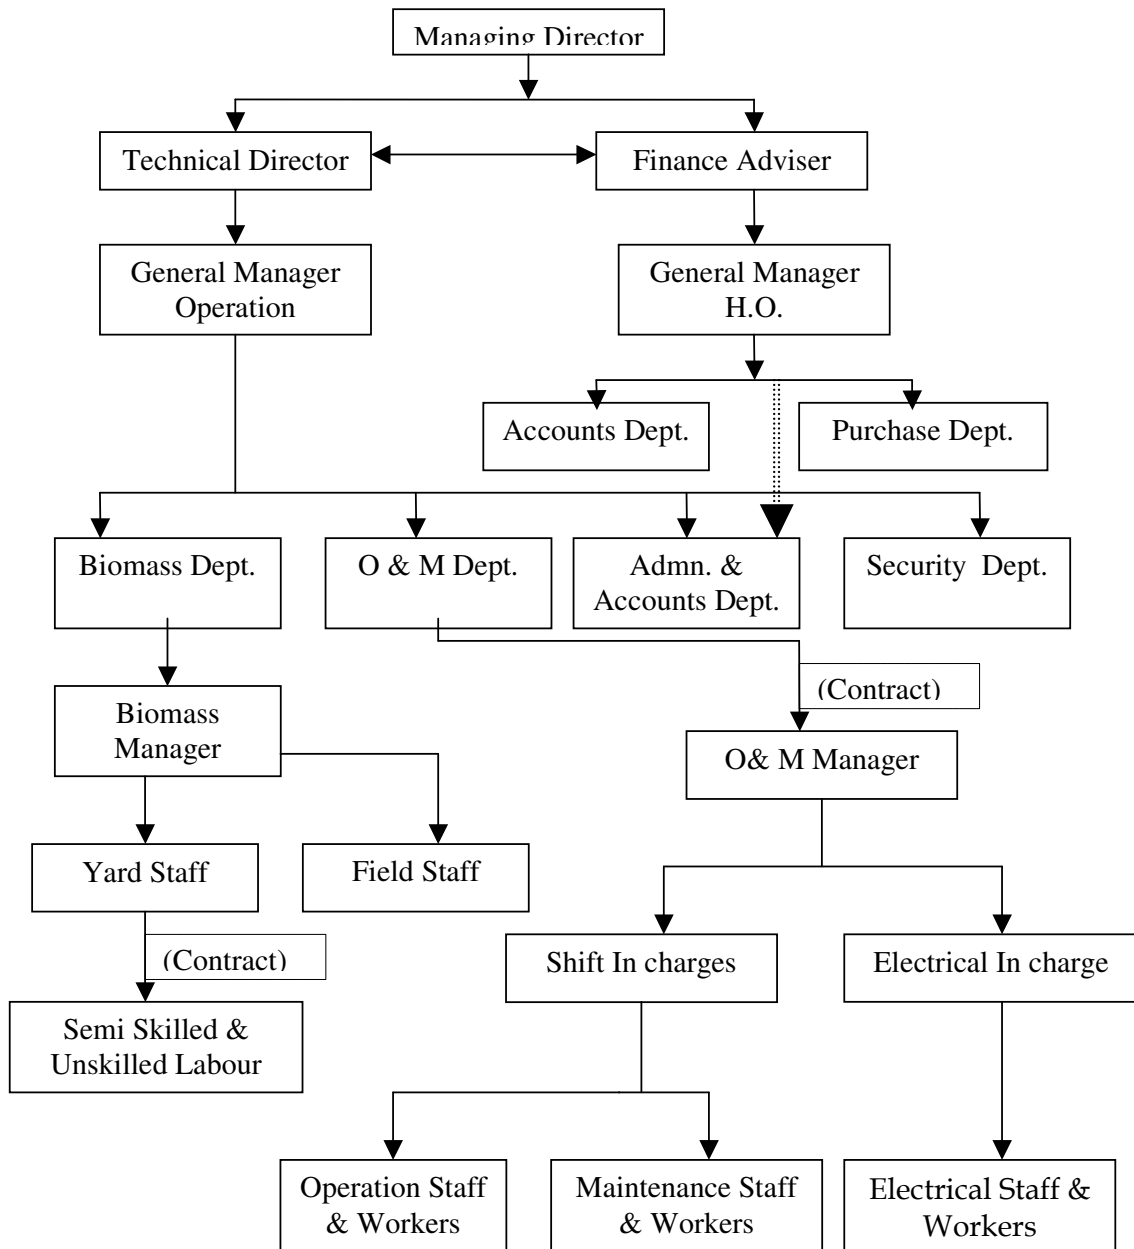 Managing Director
Technical Director
Finance Adviser
General Manager
Operation
General Manager
H.O.
Accounts Dept.
Purchase Dept.
Biomass Dept.
O & M Dept.
Admn. &
Accounts Dept.
Security Dept.
(Contract)
Biomass
Manager
O& M Manager
Yard Staff
Field Staff
(Contract)
Shift In charges
Electrical In charge
Semi Skilled &
Unskilled Labour
Operation Staff
& Workers
Maintenance Staff
& Workers
Electrical Staff &
Workers